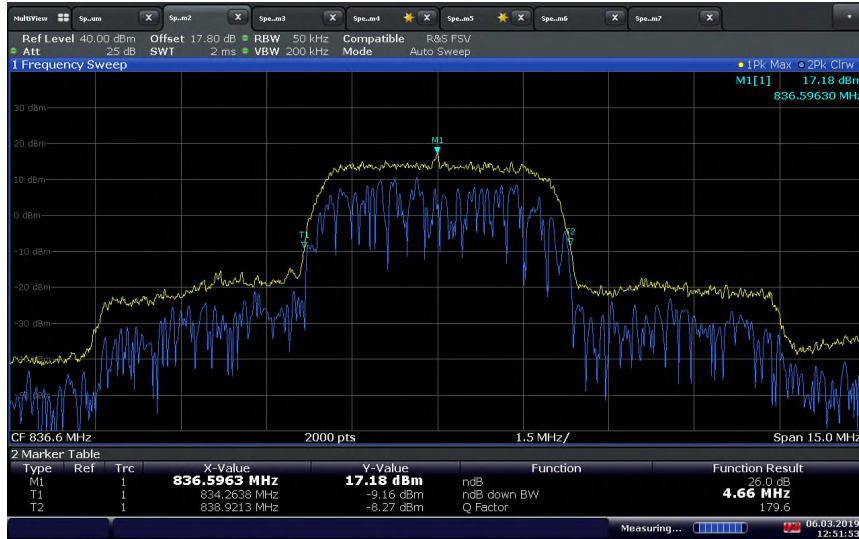 MultiView Sp..um X Sp..m2 X Spe..m3 X Spe..m4 X Spe..m5 X Spe..m6 X Spe..m7 X
Ref Level 40.00 dBm Offset 17.80 dB RBW 50 kHz Compatible R&S FSV
Att 25 dB SWT 2 ms VBW 200 kHz Mode Auto Sweep
1 Frequency Sweep 1Pk Max 2Pk Clrw
M1[1] 17.18 dBm
836.59630 MHz
30 dBm
20 dBm
M1
10 dBm
0 dBm
T1 T2
-10 dBm
-20 dBm
-30 dBm
CF 836.6 MHz 2000 pts 1.5 MHz/ Span 15.0 MHz
2 Marker Table
Type Ref Trc X-Value Y-Value Function Function Result
M1 1 836.5963 MHz 17.18 dBm ndB 26.0 dB
T1 1 834.2638 MHz -9.16 dBm ndB down BW 4.66 MHz
T2 1 838.9213 MHz -8.27 dBm Q Factor 179.6
Measuring... 06.03.2019
12:51:53